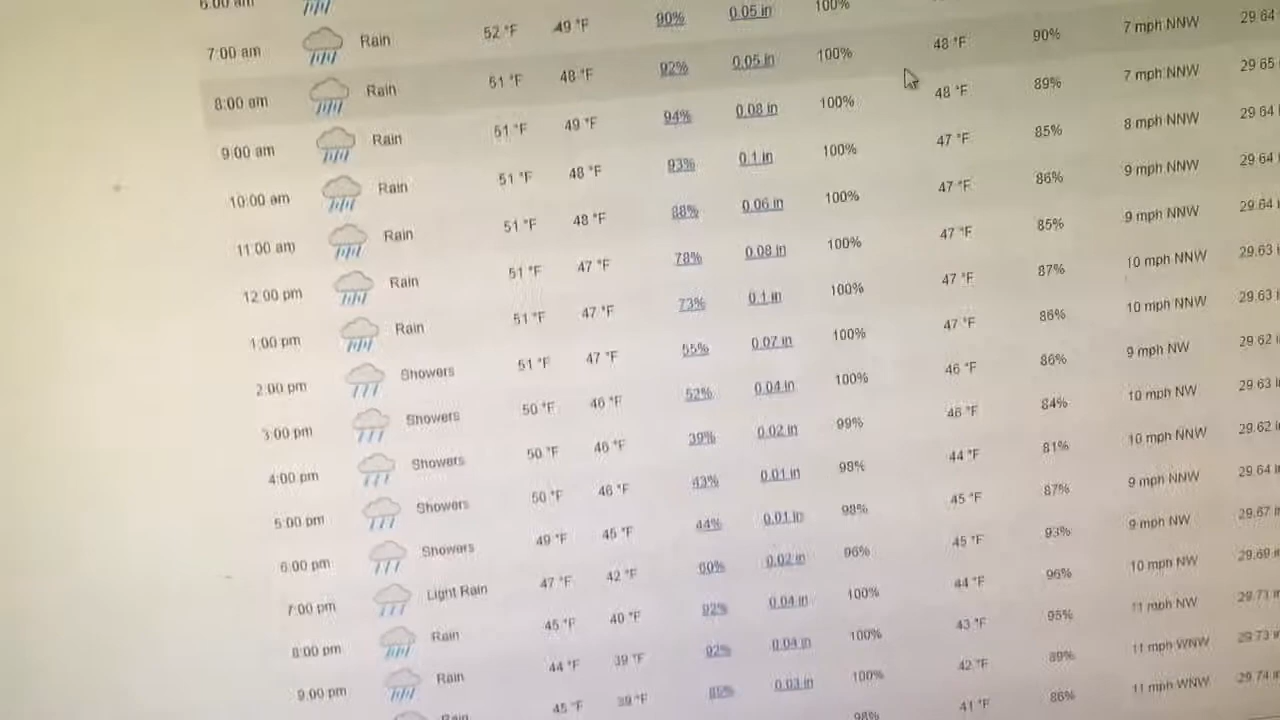 6:00 am
7:00 am Rain 52 °F 49 °F 90% 0.05 in 100%
8:00 am Rain 51 °F 48 °F 92% 0.05 in 100% 48 °F 90% 7 mph NNW 29.64
9:00 am Rain 51 °F 49 °F 94% 0.08 in 100% 48 °F 89% 7 mph NNW 29.65
10:00 am Rain 51 °F 48 °F 93% 0.1 in 100% 47 °F 85% 8 mph NNW 29.64
11:00 am Rain 51 °F 48 °F 88% 0.06 in 100% 47 °F 86% 9 mph NNW 29.64
12:00 pm Rain 51 °F 47 °F 78% 0.08 in 100% 47 °F 85% 9 mph NNW 29.64
1:00 pm Rain 51 °F 47 °F 73% 0.1 in 100% 47 °F 87% 10 mph NNW 29.63
2:00 pm Showers 51 °F 47 °F 55% 0.07 in 100% 47 °F 86% 10 mph NNW 29.63
3:00 pm Showers 50 °F 46 °F 52% 0.04 in 100% 46 °F 86% 9 mph NW 29.62
4:00 pm Showers 50 °F 46 °F 39% 0.02 in 99% 46 °F 84% 10 mph NW 29.63
5:00 pm Showers 50 °F 46 °F 43% 0.01 in 98% 44 °F 81% 10 mph NNW 29.62
6:00 pm Showers 49 °F 45 °F 44% 0.01 in 98% 45 °F 87% 9 mph NNW 29.64
7:00 pm Light Rain 47 °F 42 °F 60% 0.02 in 96% 45 °F 93% 9 mph NW 29.67
8:00 pm Rain 45 °F 40 °F 92% 0.04 in 100% 44 °F 96% 10 mph NW 29.69
9:00 pm Rain 44 °F 39 °F 92% 0.04 in 100% 43 °F 95% 11 mph NW 29.73
Rain 45 °F 39 °F 85% 0.03 in 100% 42 °F 89% 11 mph WNW 29.73
98% 41 °F 86% 11 mph WNW 29.74